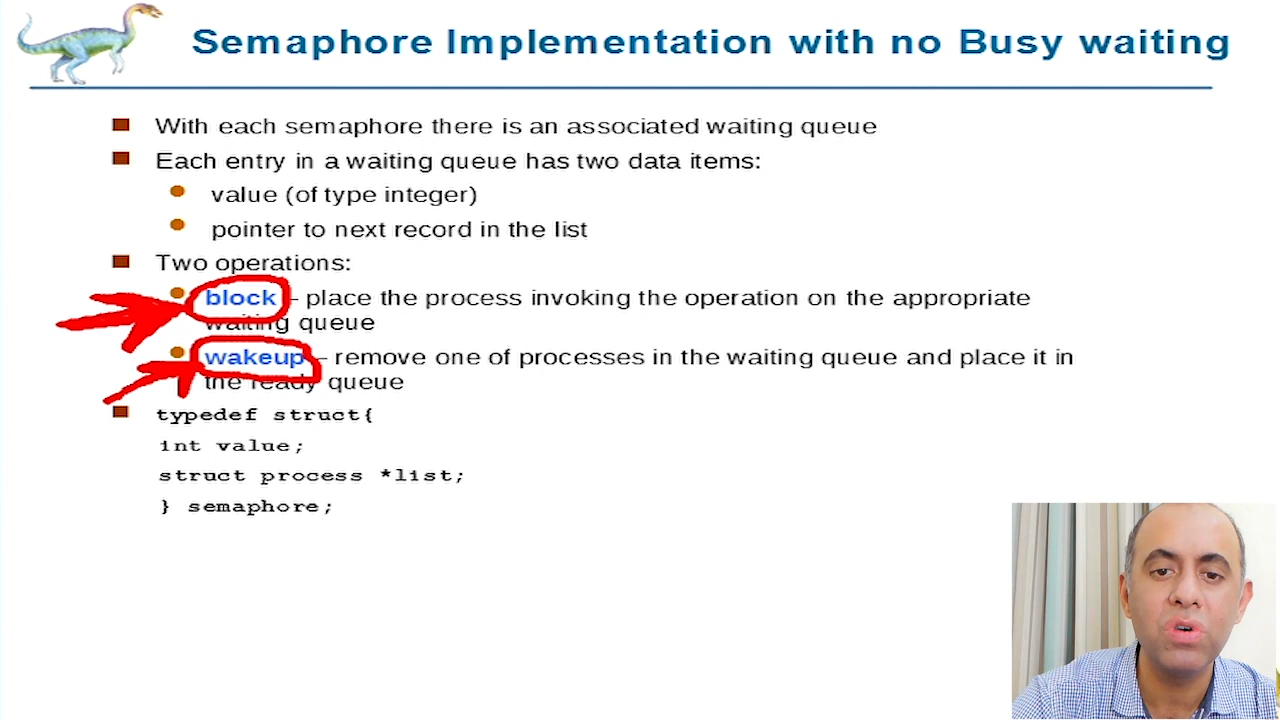 Semaphore Implementation with no Busy waiting
With each semaphore there is an associated waiting queue
Each entry in a waiting queue has two data items:
value (of type integer)
pointer to next record in the list
Two operations:
block – place the process invoking the operation on the appropriate
waiting queue
wakeup – remove one of processes in the waiting queue and place it in
the ready queue
typedef struct{
int value;
struct process *list;
} semaphore;